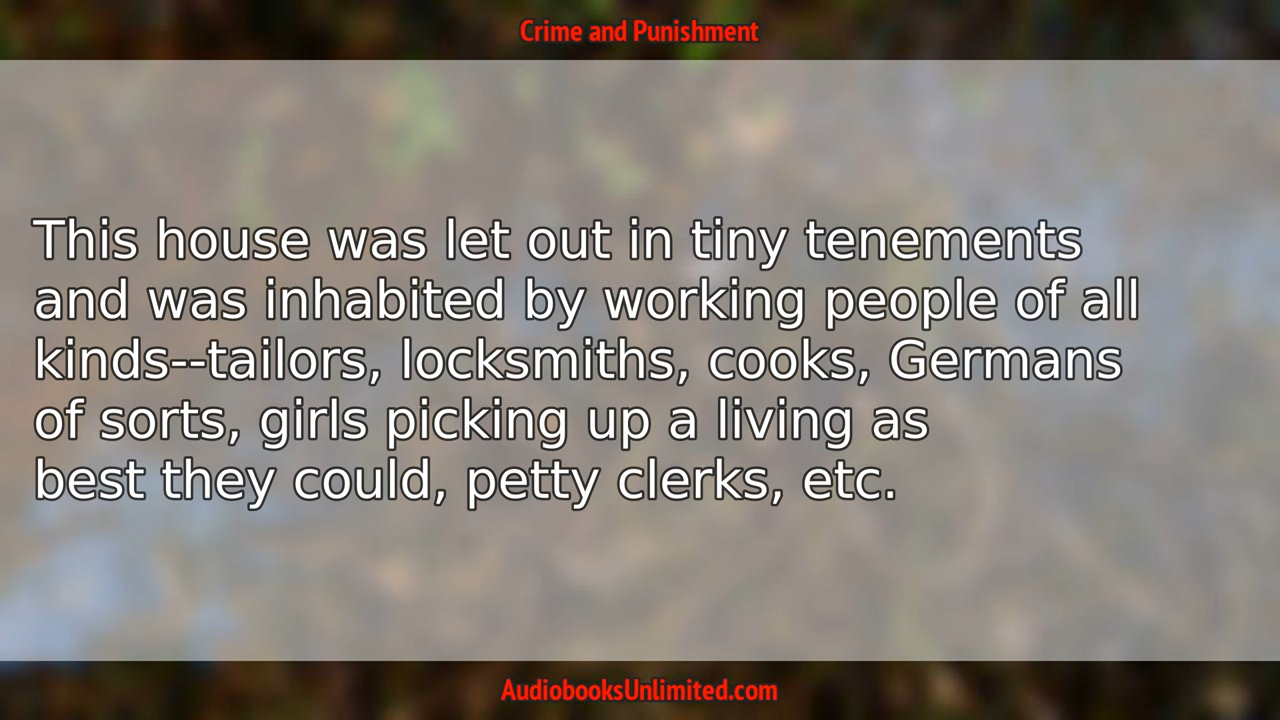 Crime and Punishment
This house was let out in tiny tenements
and was inhabited by working people of all
kinds--tailors, locksmiths, cooks, Germans
of sorts, girls picking up a living as
best they could, petty clerks, etc.
AudiobooksUnlimited.com